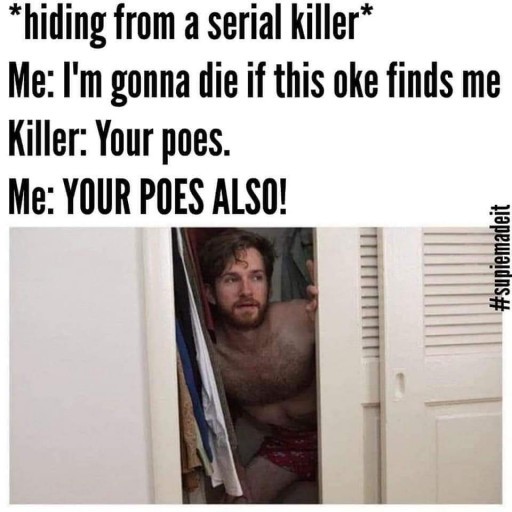 *hiding from a serial killer*
Me: I'm gonna die if this oke finds me
Killer: Your poes.
Me: YOUR POES ALSO!
#supiemadeit